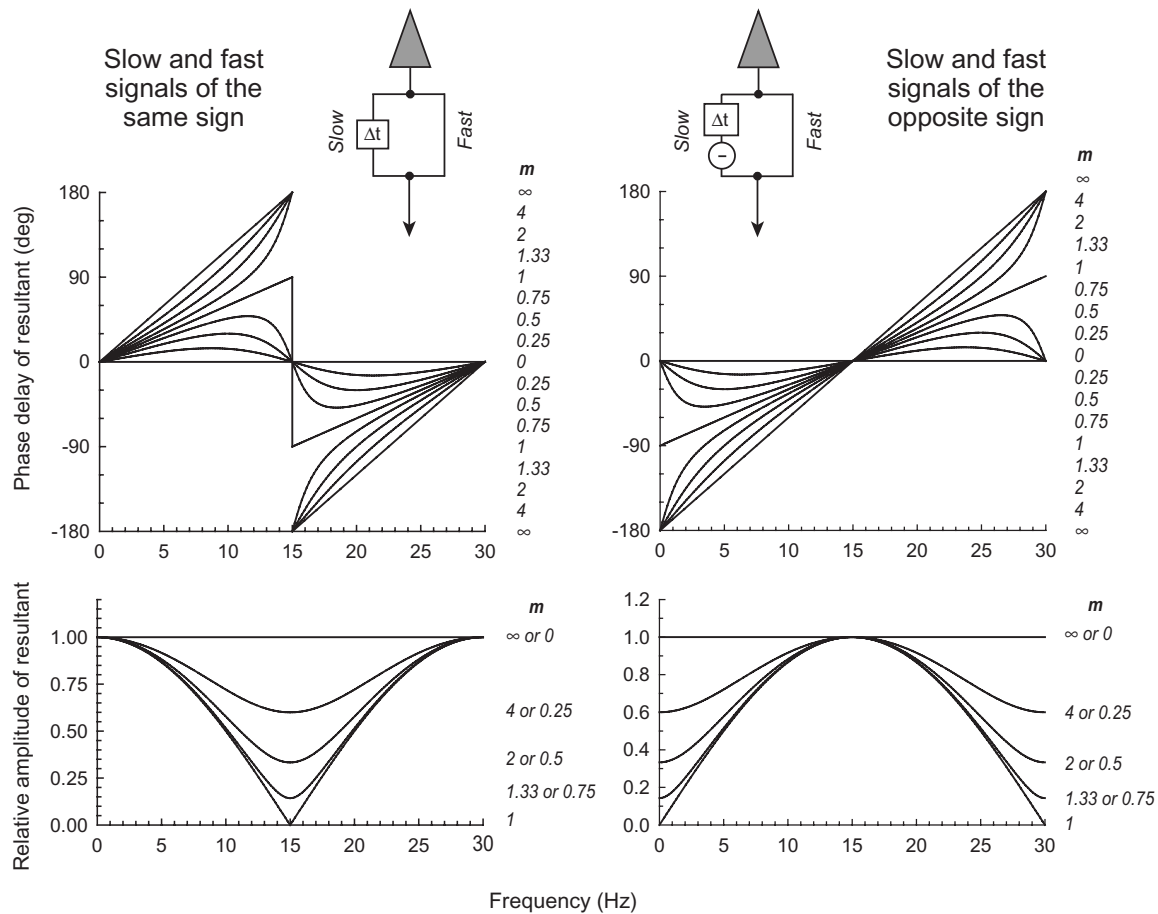 Slow and fast
signals of the
same sign
Slow
Δt
Fast
Slow
Δt
−
Fast
Slow and fast
signals of the
opposite sign
Phase delay of resultant (deg)
180
90
0
-90
-180
0 5 10 15 20 25 30
m
∞
4
2
1.33
1
0.75
0.5
0.25
0
0.25
0.5
0.75
1
1.33
2
4
∞
180
90
0
-90
-180
0 5 10 15 20 25 30
m
∞
4
2
1.33
1
0.75
0.5
0.25
0
0.25
0.5
0.75
1
1.33
2
4
∞
Relative amplitude of resultant
1.00
0.75
0.50
0.25
0.00
0 5 10 15 20 25 30
m
∞ or 0
4 or 0.25
2 or 0.5
1.33 or 0.75
1
1.2
1.0
0.8
0.6
0.4
0.2
0.0
0 5 10 15 20 25 30
m
∞ or 0
4 or 0.25
2 or 0.5
1.33 or 0.75
1
Frequency (Hz)